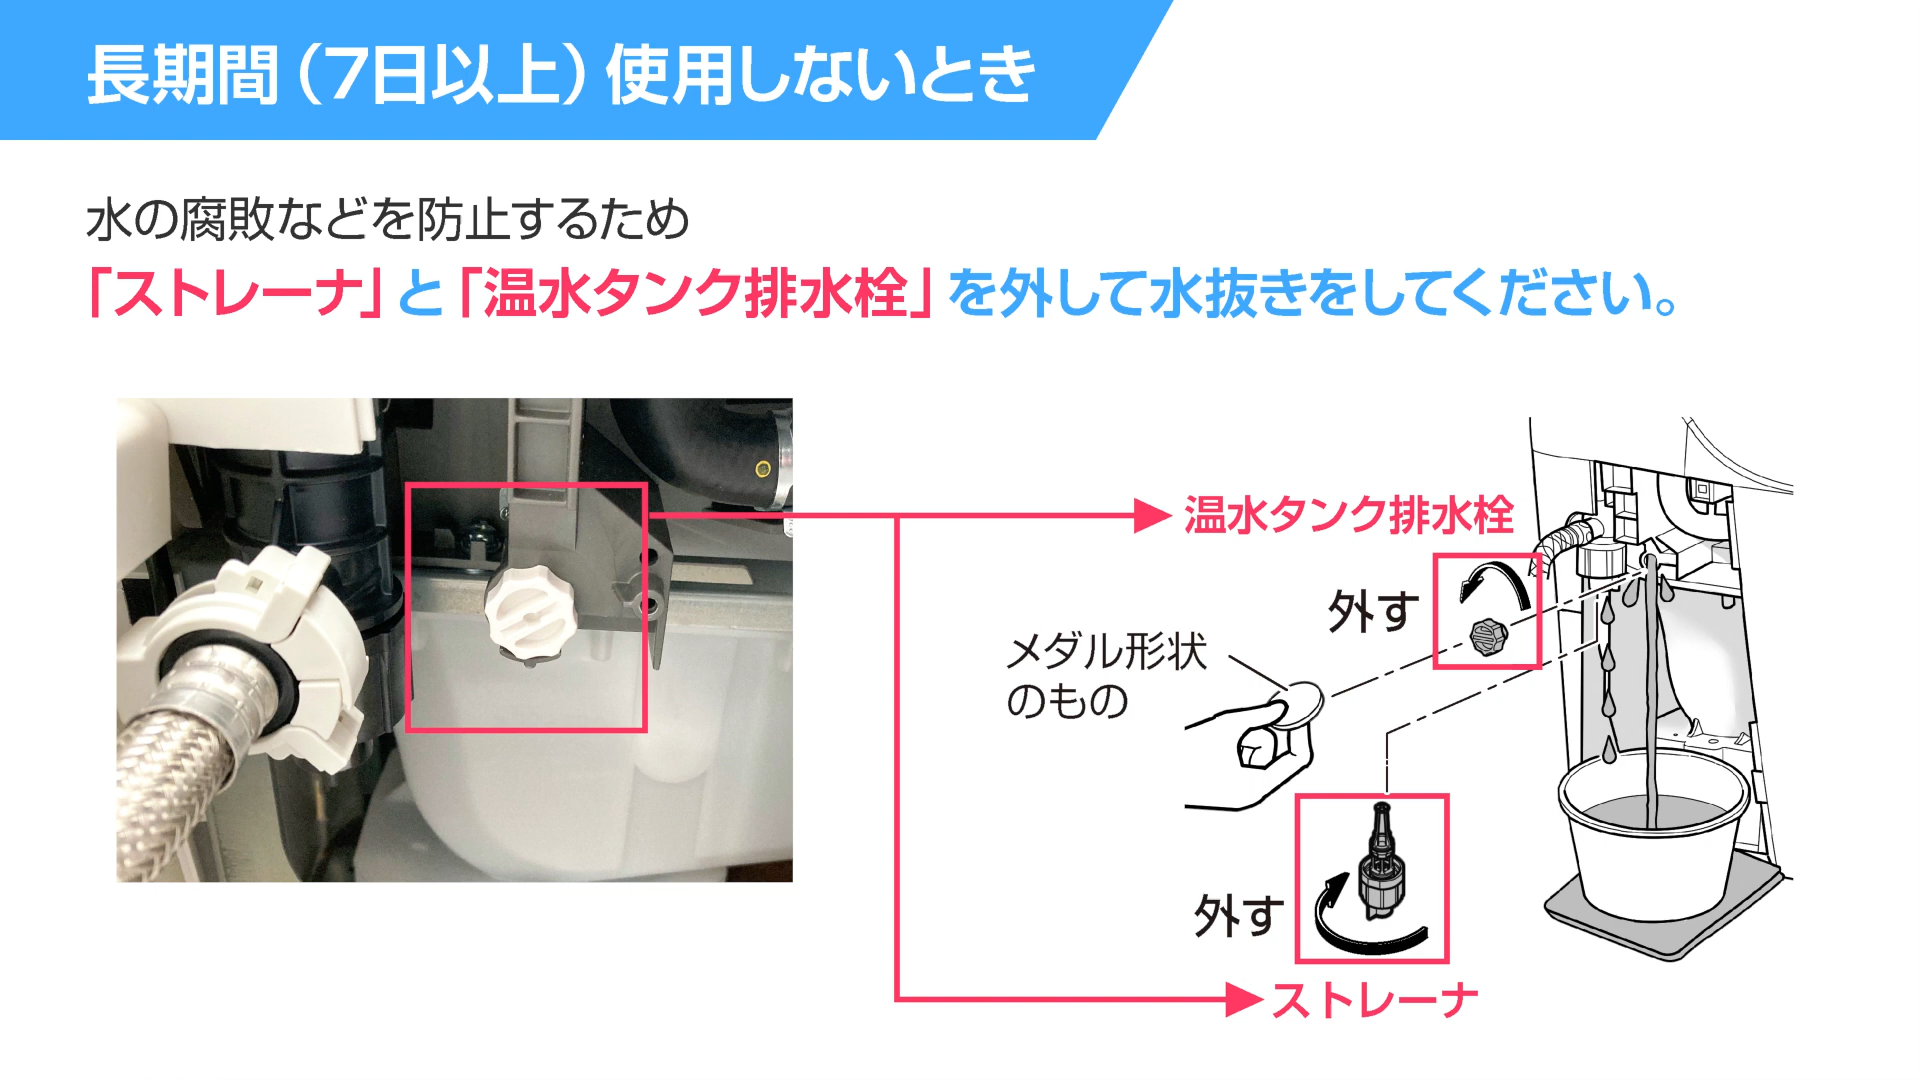 長期間（7日以上）使用しないとき
水の腐敗などを防止するため
「ストレーナ」と「温水タンク排水栓」を外して水抜きをしてください。
温水タンク排水栓
外す
メダル形状
のもの
外す
ストレーナ